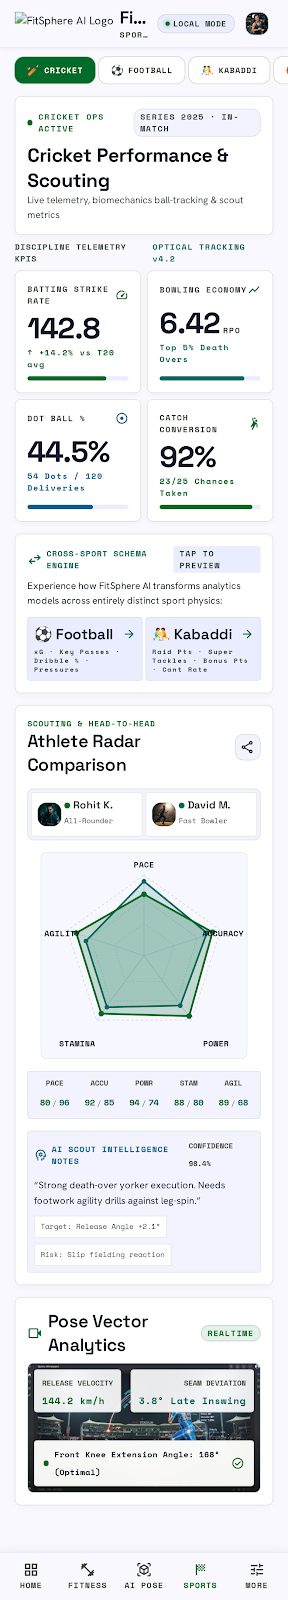 FitSphere AI Logo
Fi...
SPOR…
LOCAL MODE
CRICKET
FOOTBALL
KABADDI
CRICKET OPS
ACTIVE
SERIES 2025 · IN-
MATCH
Cricket Performance &
Scouting
Live telemetry, biomechanics ball-tracking & scout
metrics
DISCIPLINE TELEMETRY
KPIS
OPTICAL TRACKING
v4.2
BATTING STRIKE
RATE
142.8
↑ +14.2% vs T20
avg
BOWLING ECONOMY
6.42 RPO
Top 5% Death
Overs
DOT BALL %
44.5%
54 Dots / 120
Deliveries
CATCH
CONVERSION
92%
23/25 Chances
Taken
CROSS-SPORT SCHEMA
ENGINE
TAP TO
PREVIEW
Experience how FitSphere AI transforms analytics
models across entirely distinct sport physics:
Football
xG · Key Passes ·
Dribble % ·
Pressures
Kabaddi
Raid Pts · Super
Tackles · Bonus Pts
· Cant Rate
SCOUTING & HEAD-TO-HEAD
Athlete Radar
Comparison
Rohit K.
All-Rounder
David M.
Fast Bowler
PACE
AGILITY
ACCURACY
STAMINA
POWER
PACE ACCU POWR STAM AGIL
80 / 96 92 / 85 94 / 74 88 / 80 89 / 68
AI SCOUT INTELLIGENCE
NOTES
CONFIDENCE
98.4%
"Strong death-over yorker execution. Needs
footwork agility drills against leg-spin."
Target: Release Angle +2.1°
Risk: Slip fielding reaction
Pose Vector
Analytics
REALTIME
RELEASE VELOCITY
144.2 km/h
SEAM DEVIATION
3.8° Late Inswing
Front Knee Extension Angle: 168°
(Optimal)
HOME
FITNESS
AI POSE
SPORTS
MORE